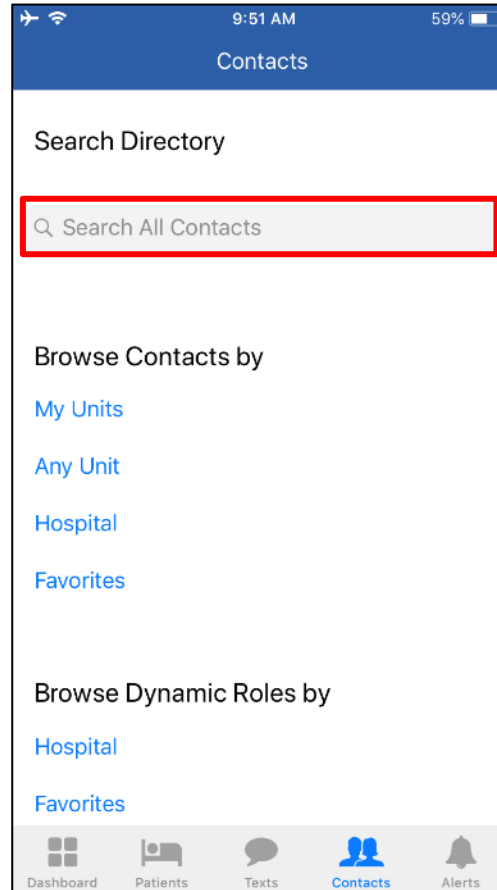 9:51 AM 59%
Contacts
Search Directory
Search All Contacts
Browse Contacts by
My Units
Any Unit
Hospital
Favorites
Browse Dynamic Roles by
Hospital
Favorites
Dashboard Patients Texts Contacts Alerts